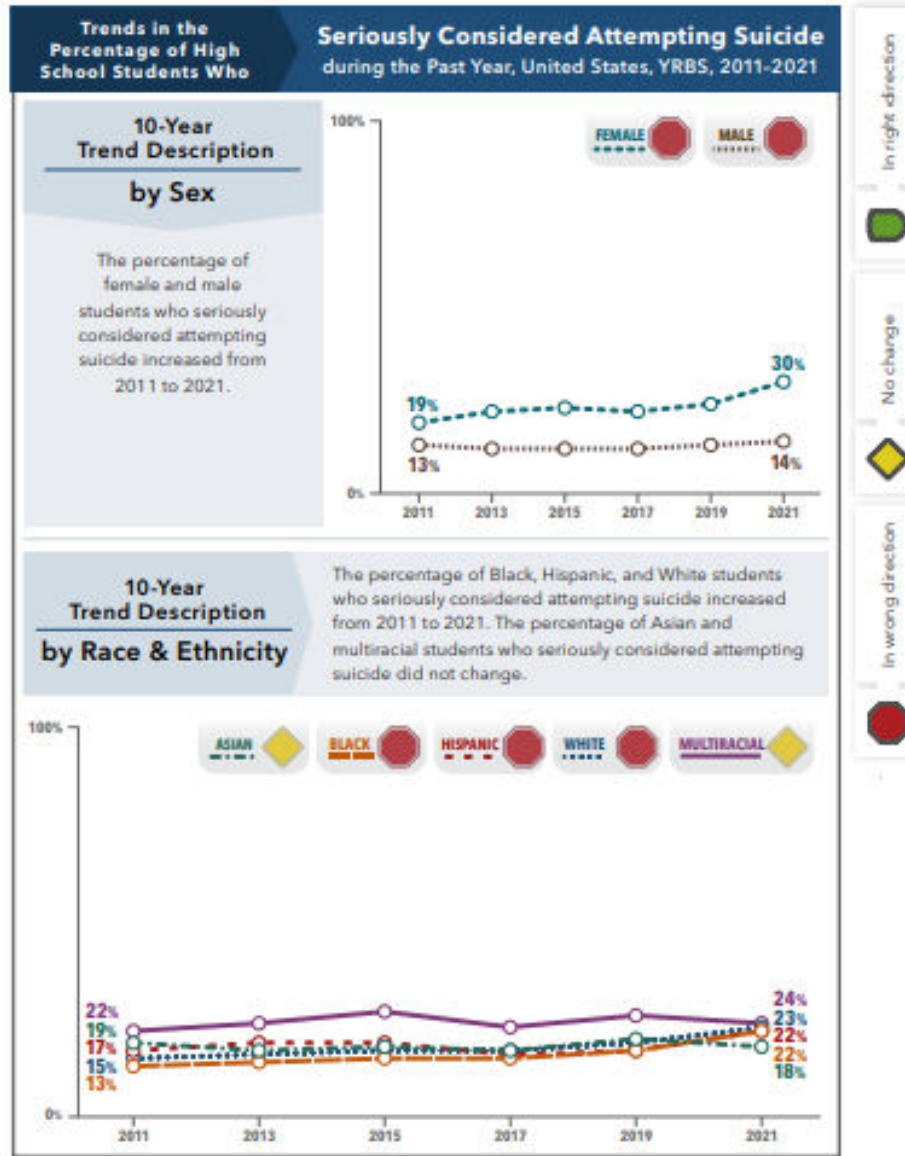 Trends in the
Percentage of High
School Students Who
Seriously Considered Attempting Suicide
during the Past Year, United States, YRBS, 2011-2021
10-Year
Trend Description
by Sex
The percentage of
female and male
students who seriously
considered attempting
suicide increased from
2011 to 2021.
100%
FEMALE
MALE
19%
30%
13%
14%
0%
2011 2013 2015 2017 2019 2021
10-Year
Trend Description
by Race & Ethnicity
The percentage of Black, Hispanic, and White students
who seriously considered attempting suicide increased
from 2011 to 2021. The percentage of Asian and
multiracial students who seriously considered attempting
suicide did not change.
100%
ASIAN
BLACK
HISPANIC
WHITE
MULTIRACIAL
22%
19%
17%
15%
13%
24%
23%
22%
22%
18%
0%
2011 2013 2015 2017 2019 2021
In right direction
No change
In wrong direction